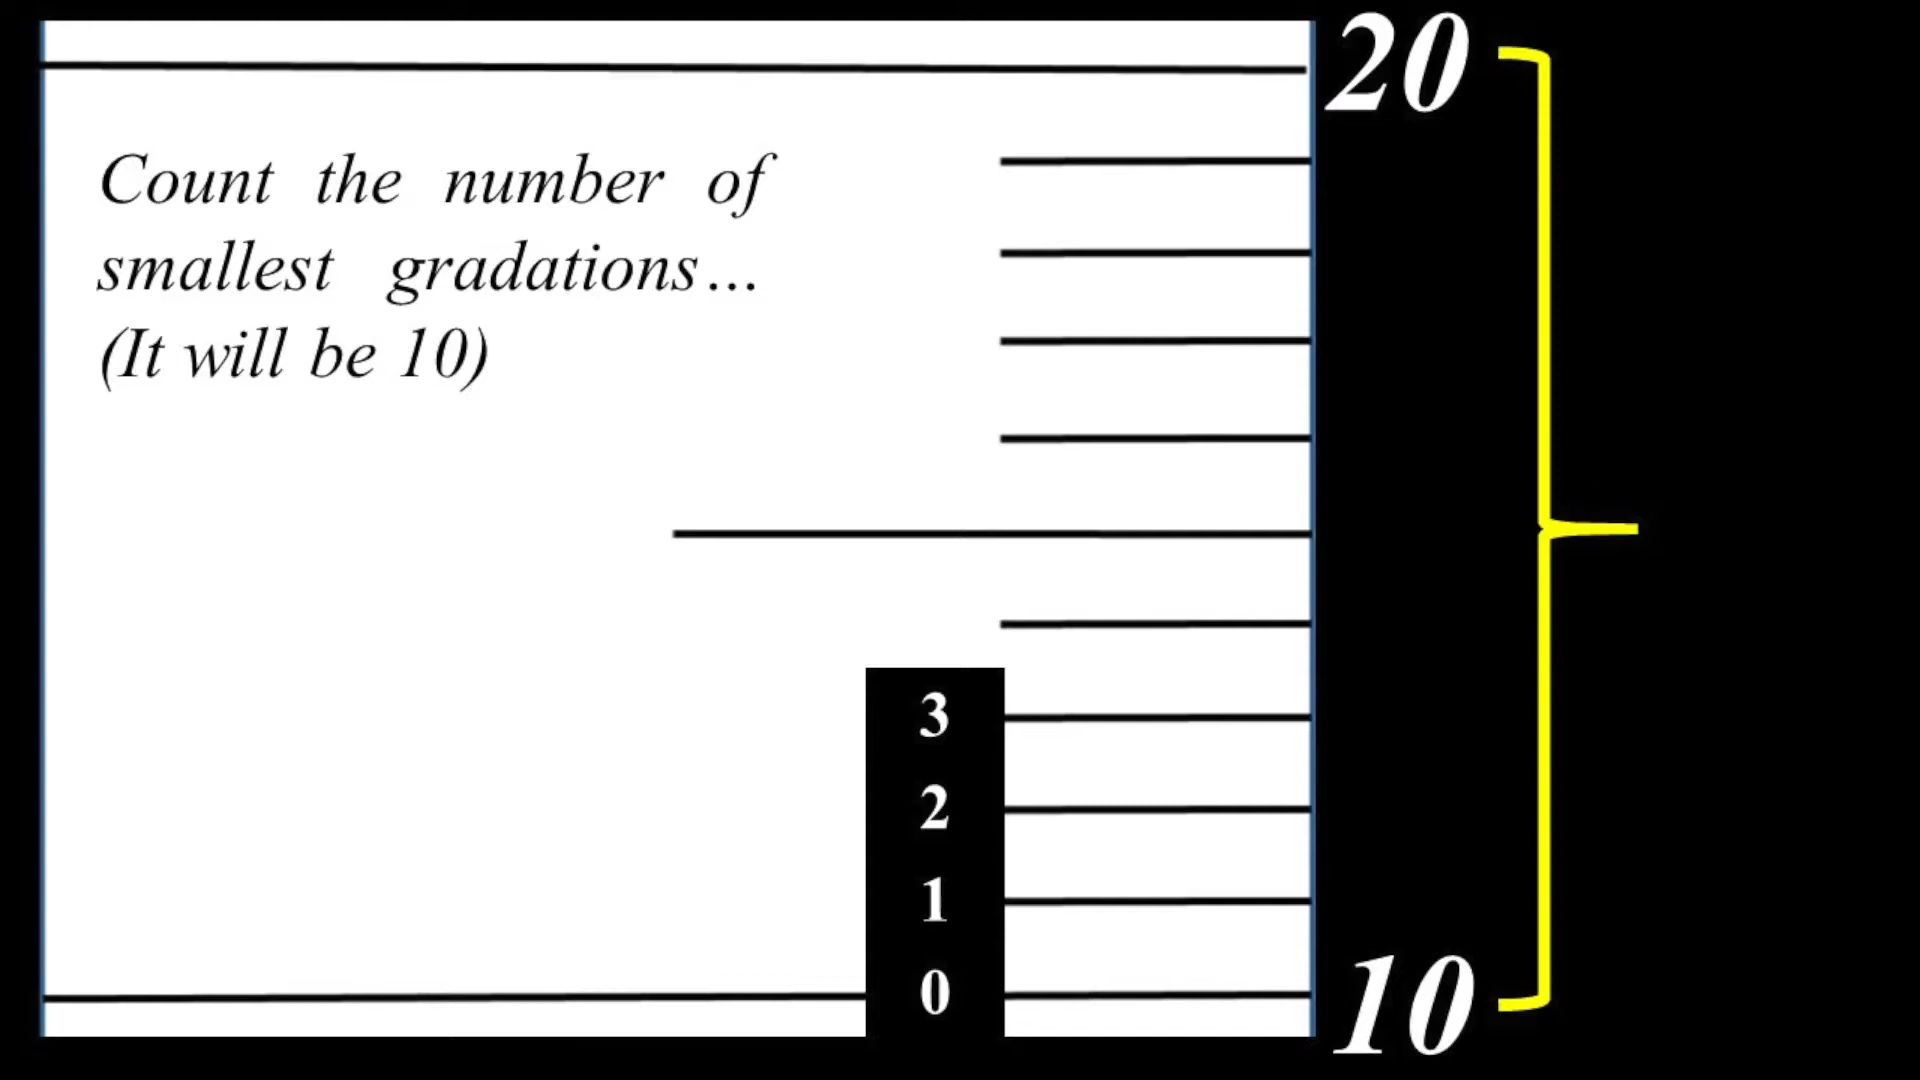 20
Count the number of
smallest gradations...
(It will be 10)
3
2
1
0
10